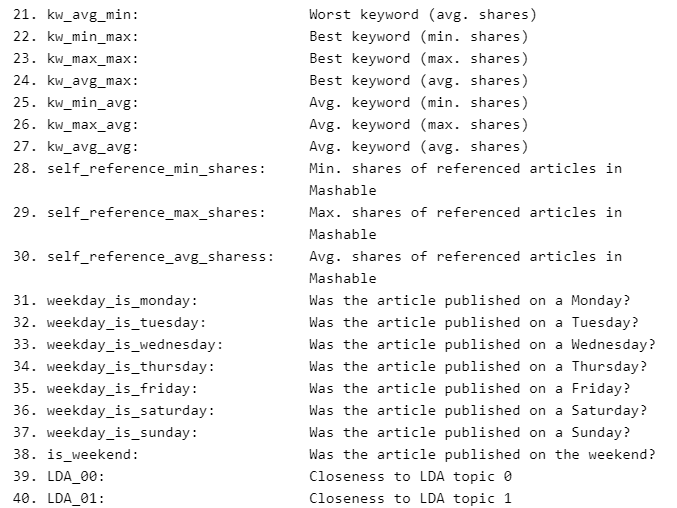 21. kw_avg_min: Worst keyword (avg. shares)
22. kw_min_max: Best keyword (min. shares)
23. kw_max_max: Best keyword (max. shares)
24. kw_avg_max: Best keyword (avg. shares)
25. kw_min_avg: Avg. keyword (min. shares)
26. kw_max_avg: Avg. keyword (max. shares)
27. kw_avg_avg: Avg. keyword (avg. shares)
28. self_reference_min_shares: Min. shares of referenced articles in
Mashable
29. self_reference_max_shares: Max. shares of referenced articles in
Mashable
30. self_reference_avg_sharess: Avg. shares of referenced articles in
Mashable
31. weekday_is_monday: Was the article published on a Monday?
32. weekday_is_tuesday: Was the article published on a Tuesday?
33. weekday_is_wednesday: Was the article published on a Wednesday?
34. weekday_is_thursday: Was the article published on a Thursday?
35. weekday_is_friday: Was the article published on a Friday?
36. weekday_is_saturday: Was the article published on a Saturday?
37. weekday_is_sunday: Was the article published on a Sunday?
38. is_weekend: Was the article published on the weekend?
39. LDA_00: Closeness to LDA topic 0
40. LDA_01: Closeness to LDA topic 1